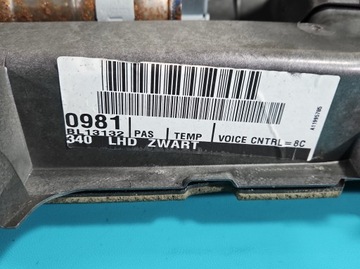 0981
BL13132 PAS TEMP VOICE CNTRL=8C
340 LHD ZWART